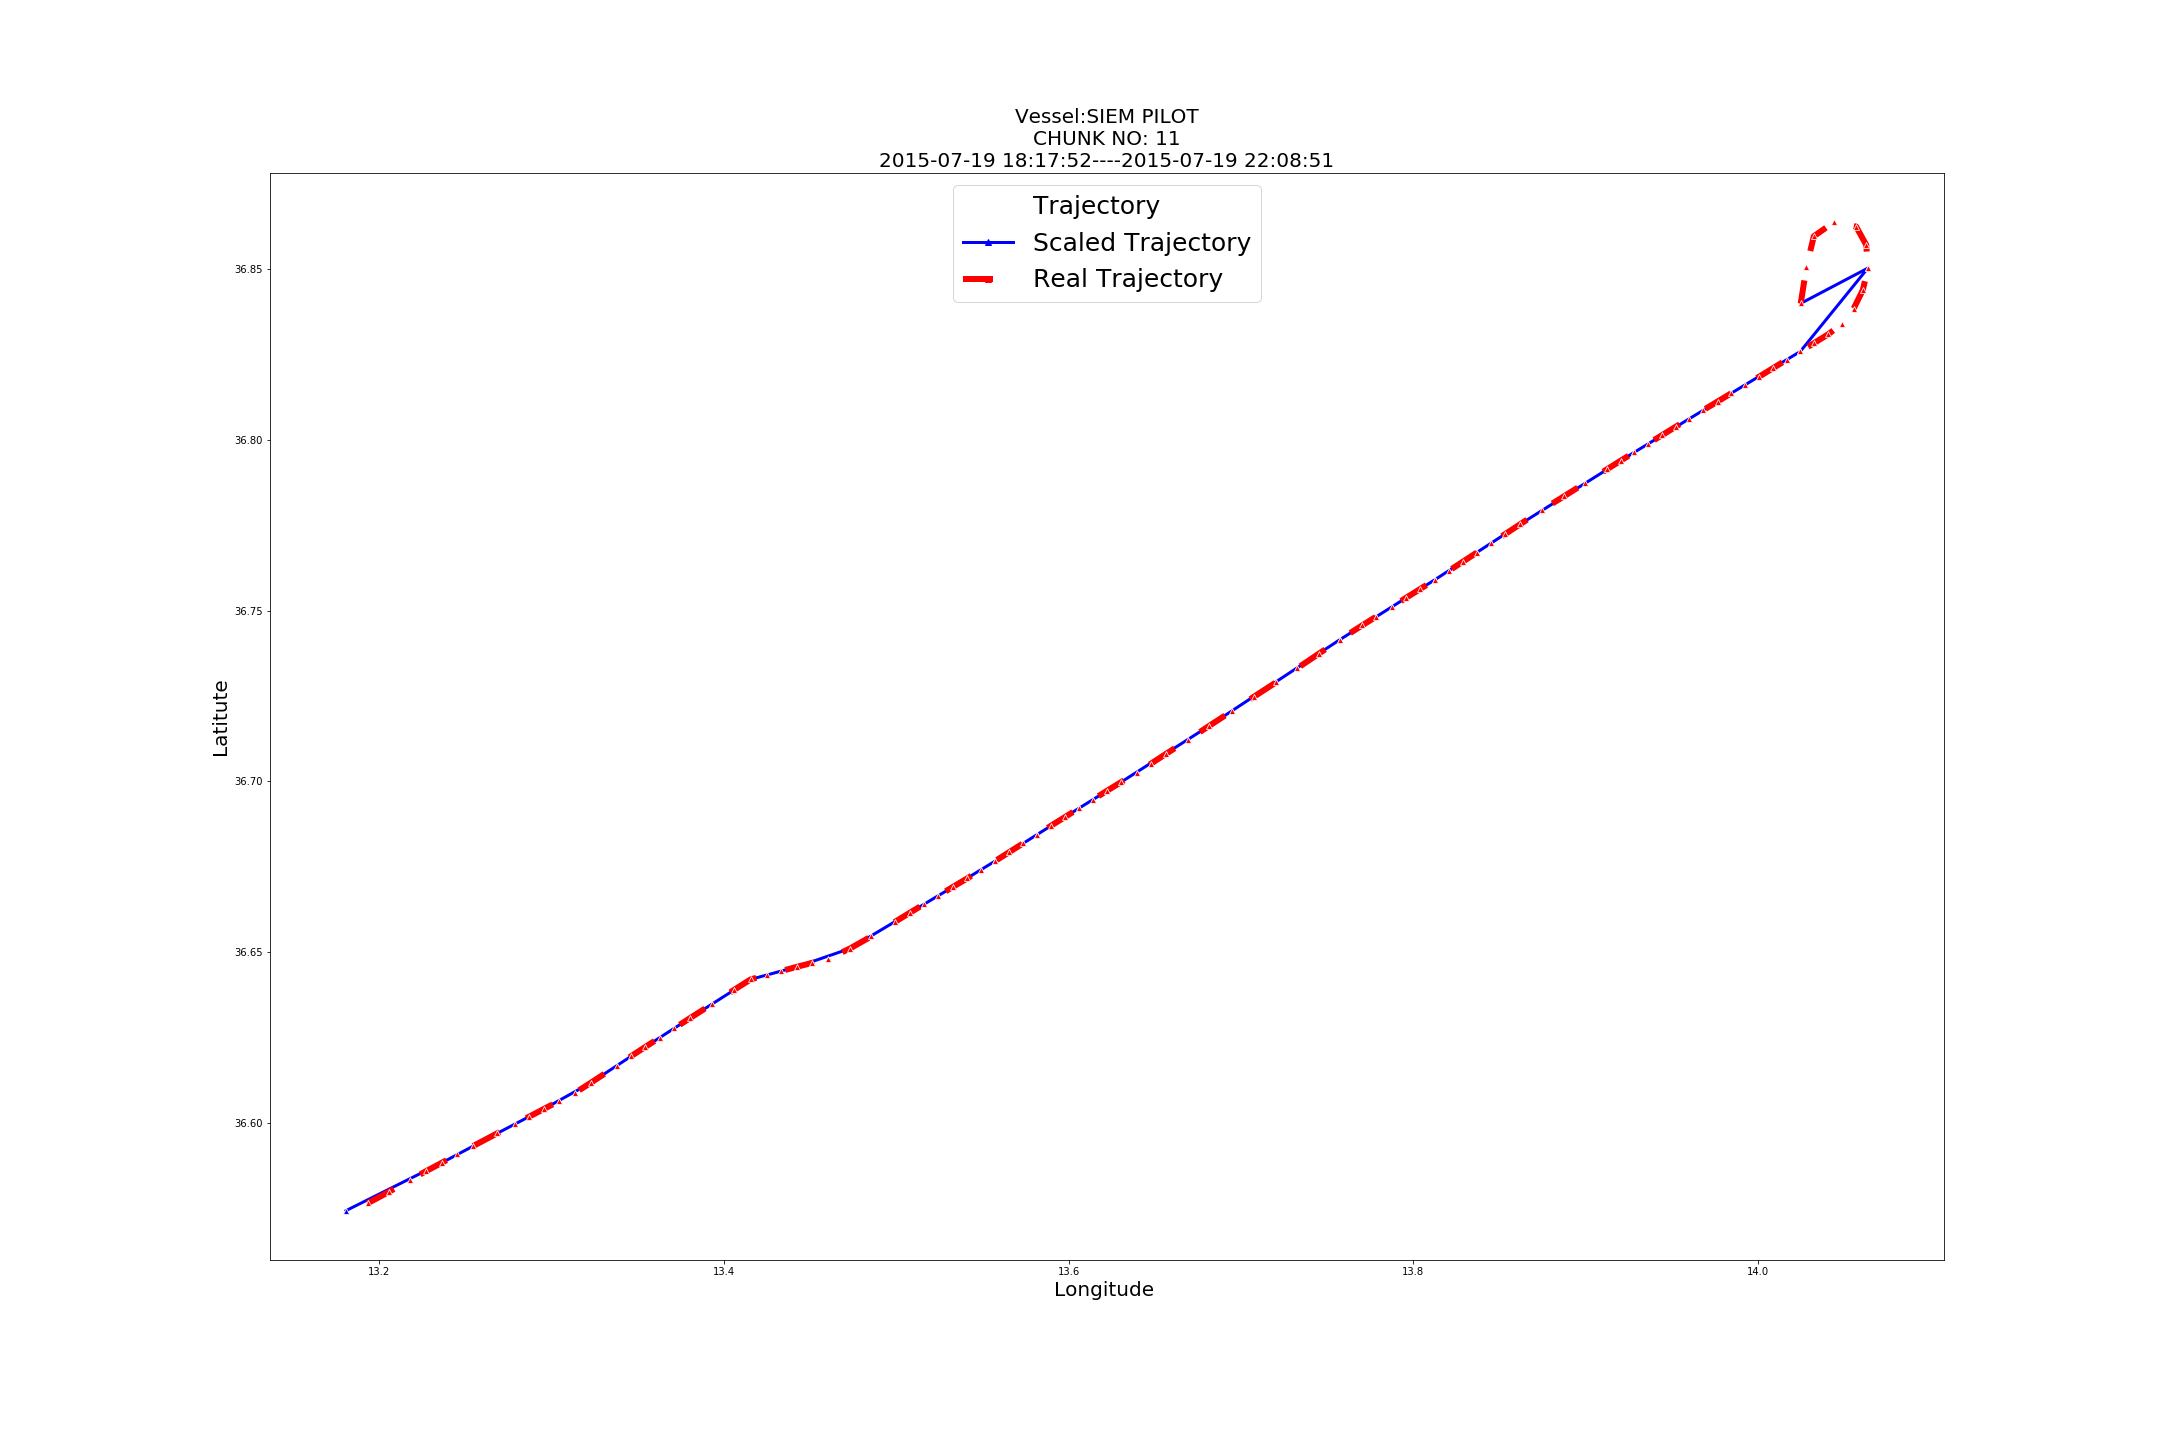 Vessel:SIEM PILOT
CHUNK NO: 11
2015-07-19 18:17:52----2015-07-19 22:08:51
Trajectory
Scaled Trajectory
Real Trajectory
36.85
36.80
36.75
36.70
36.65
36.60
Latitute
13.2 13.4 13.6 13.8 14.0
Longitude